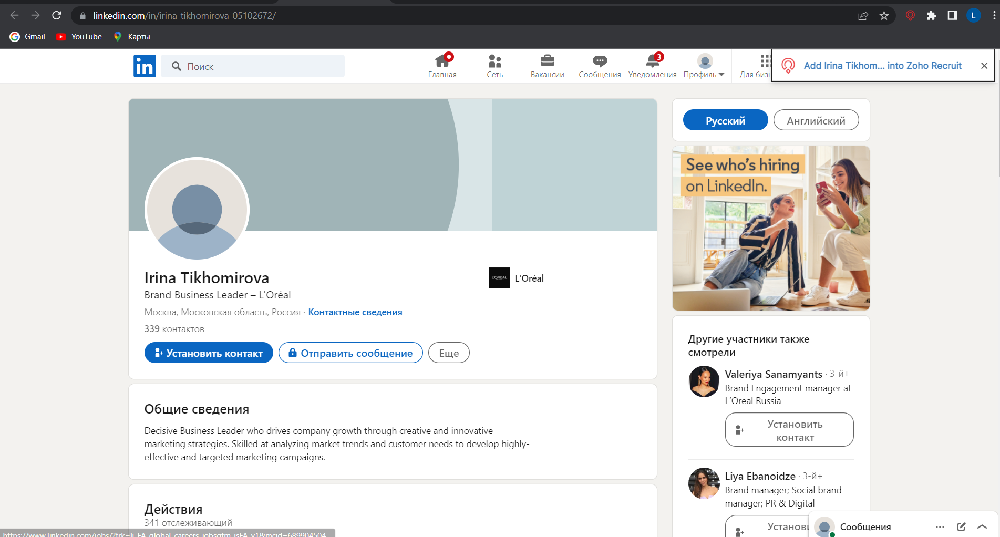 linkedin.com/in/irina-tikhomirova-05102672/
L
Gmail
YouTube
Карты
in
Поиск
Главная
Сеть
Вакансии
Сообщения
3
Уведомления
Профиль
Для бизн
Add Irina Tikhom... into Zoho Recruit
Русский
Английский
See who's hiring
on LinkedIn.
Irina Tikhomirova
L'ORÉAL
L'Oréal
Brand Business Leader – L'Oréal
Москва, Московская область, Россия · Контактные сведения
339 контактов
Установить контакт
Отправить сообщение
Еще
Общие сведения
Decisive Business Leader who drives company growth through creative and innovative
marketing strategies. Skilled at analyzing market trends and customer needs to develop highly-
effective and targeted marketing campaigns.
Действия
341 отслеживающий
Другие участники также
смотрели
Valeriya Sanamyants · 3-й+
Brand Engagement manager at
L’Oreal Russia
Установить
контакт
Liya Ebanoidze · 3-й+
Brand manager; Social brand
manager; PR & Digital
Установи
Сообщения
https://www.linkedin.com/jobs/?trk=li_FA_global_careers_jobsgtm_jsFA_v1&mcid=689904504...